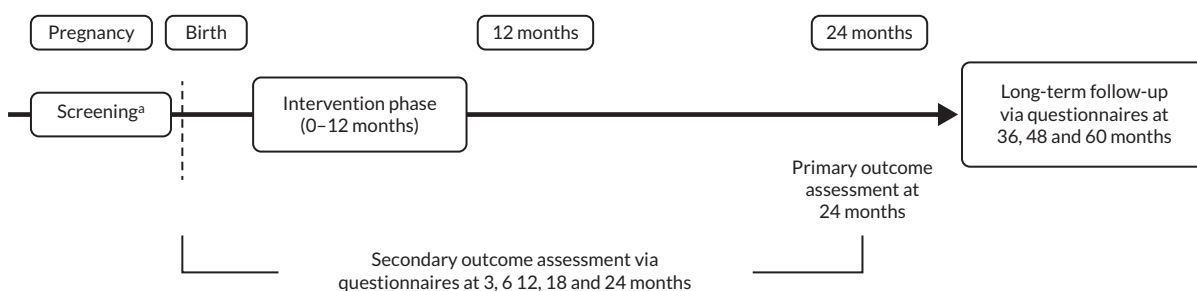 Pregnancy
Birth
12 months
24 months
Screeningᵃ
Intervention phase
(0–12 months)
Long-term follow-up
via questionnaires at
36, 48 and 60 months
Primary outcome
assessment at
24 months
Secondary outcome assessment via
questionnaires at 3, 6 12, 18 and 24 months